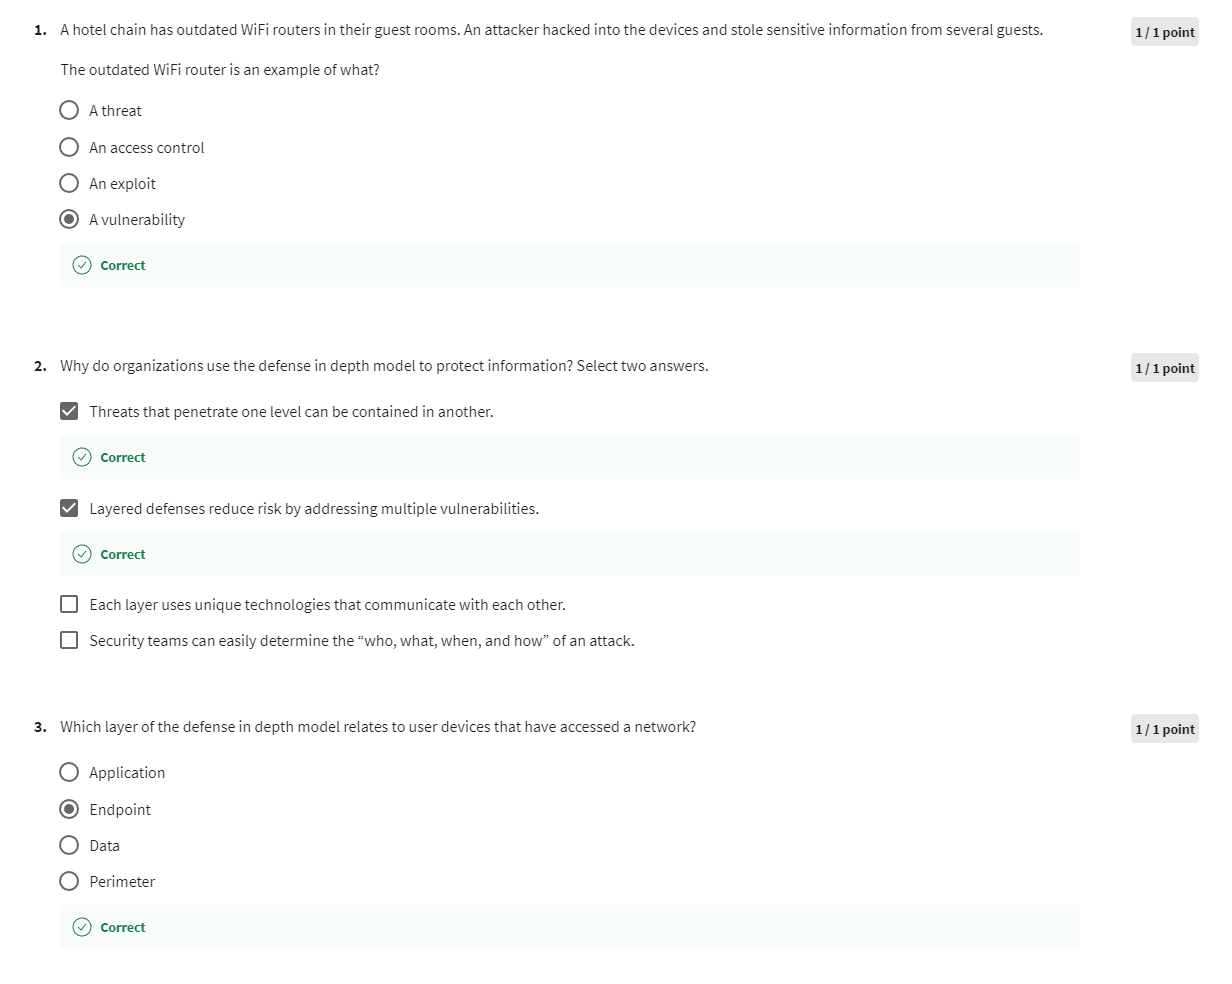 1. A hotel chain has outdated WiFi routers in their guest rooms. An attacker hacked into the devices and stole sensitive information from several guests.
1 / 1 point
The outdated WiFi router is an example of what?
A threat
An access control
An exploit
A vulnerability
Correct
2. Why do organizations use the defense in depth model to protect information? Select two answers.
1 / 1 point
Threats that penetrate one level can be contained in another.
Correct
Layered defenses reduce risk by addressing multiple vulnerabilities.
Correct
Each layer uses unique technologies that communicate with each other.
Security teams can easily determine the “who, what, when, and how” of an attack.
3. Which layer of the defense in depth model relates to user devices that have accessed a network?
1 / 1 point
Application
Endpoint
Data
Perimeter
Correct